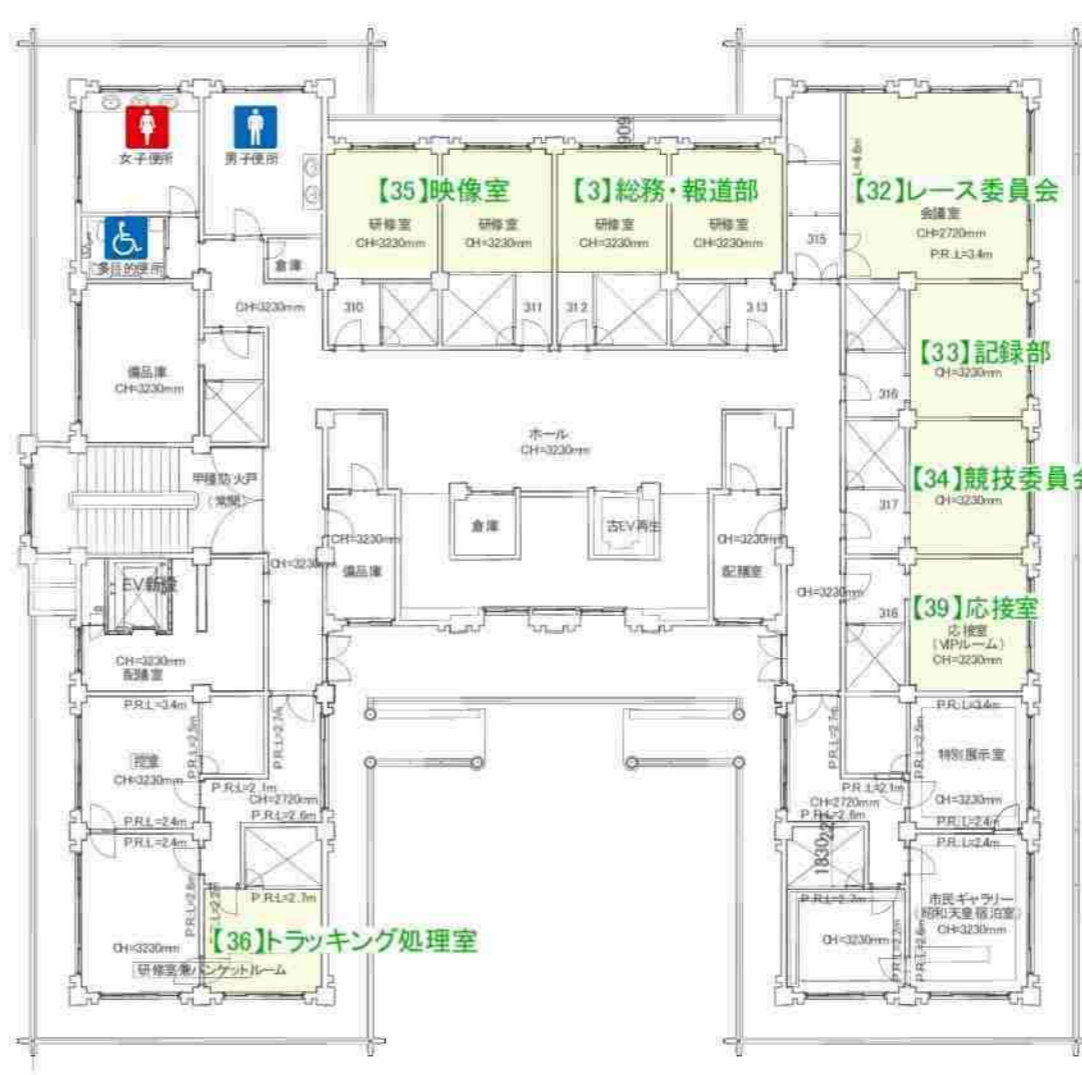 女子便所
男子便所
多目的便所
倉庫
CH=3230mm
備品庫
CH=3230mm
甲種防火戸
(常開)
【35】映像室
研修室
CH=3230mm
研修室
CH=3230mm
【3】総務・報道部
研修室
CH=3230mm
研修室
CH=3230mm
310
311
312
313
315
【32】レース委員会
会議室
CH=2720mm
P.R.L=3.4m
【33】記録部
CH=3230mm
316
【34】競技委員会
CH=3230mm
317
ホール
CH=3230mm
倉庫
古EV再生
CH=3230mm
備品庫
CH=3230mm
配膳室
CH=3230mm
CH=3230mm
EV新設
CH=3230mm
配膳室
【39】応接室
応接室
(VIPルーム)
CH=3230mm
P.R.L=3.4m
控室
CH=3230mm
P.R.L=2.4m
P.R.L=2.4m
P.R.L=2.7m
P.R.L=2.1m
CH=2720mm
P.R.L=2.6m
P.R.L=2.7m
【36】トラッキング処理室
CH=3230mm
研修室兼バンケットルーム
P.R.L=3.4m
特別展示室
CH=3230mm
P.R.L=2.4m
P.R.L=2.4m
P.R.L=2.7m
P.R.L=2.1m
CH=2720mm
P.R.L=2.6m
P.R.L=2.7m
CH=3230mm
市民ギャラリー
(昭和天皇宿泊室)
CH=3230mm